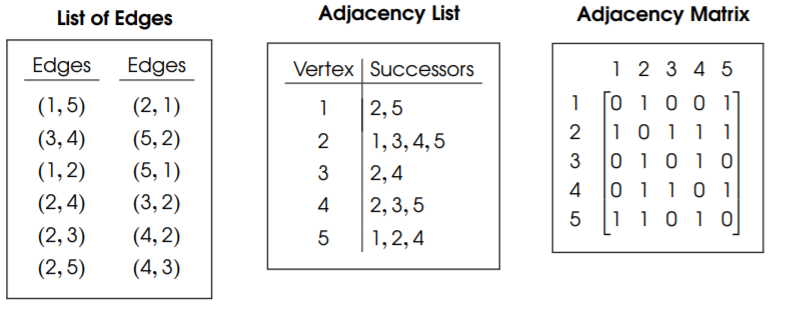 List of Edges
Edges Edges
(1, 5) (2, 1)
(3, 4) (5, 2)
(1, 2) (5, 1)
(2, 4) (3, 2)
(2, 3) (4, 2)
(2, 5) (4, 3)
Adjacency List
Vertex Successors
1 2, 5
2 1, 3, 4, 5
3 2, 4
4 2, 3, 5
5 1, 2, 4
Adjacency Matrix
1 2 3 4 5
1 0 1 0 0 1
2 1 0 1 1 1
3 0 1 0 1 0
4 0 1 1 0 1
5 1 1 0 1 0